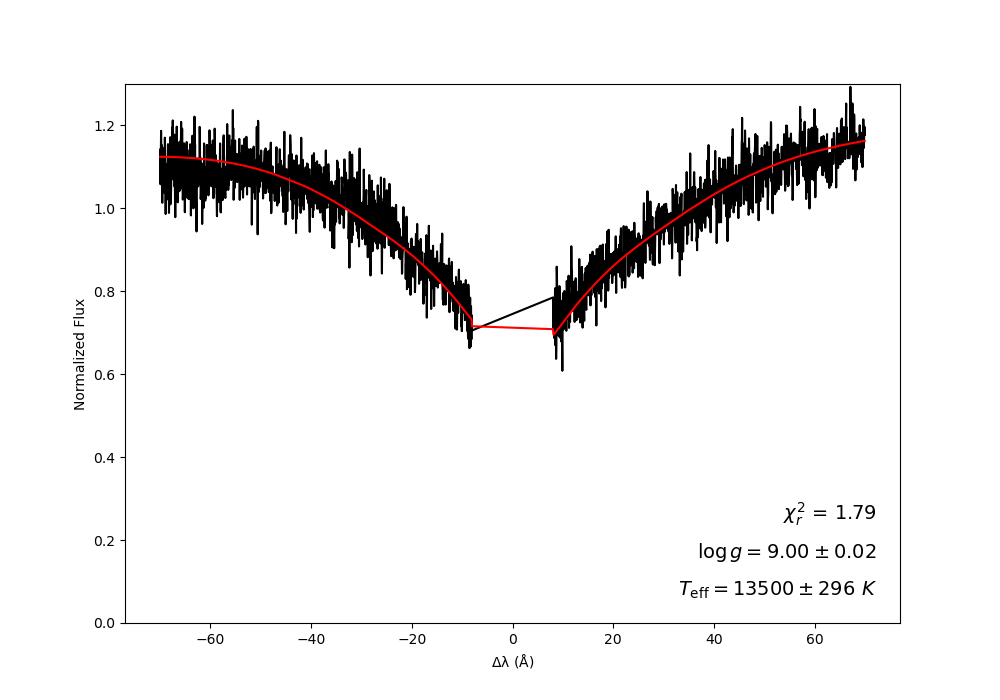 Normalized Flux
1.2
1.0
0.8
0.6
0.4
0.2
0.0
χ²ᵣ = 1.79
log g = 9.00 ± 0.02
T_eff = 13500 ± 296 K
−60 −40 −20 0 20 40 60
Δλ (Å)